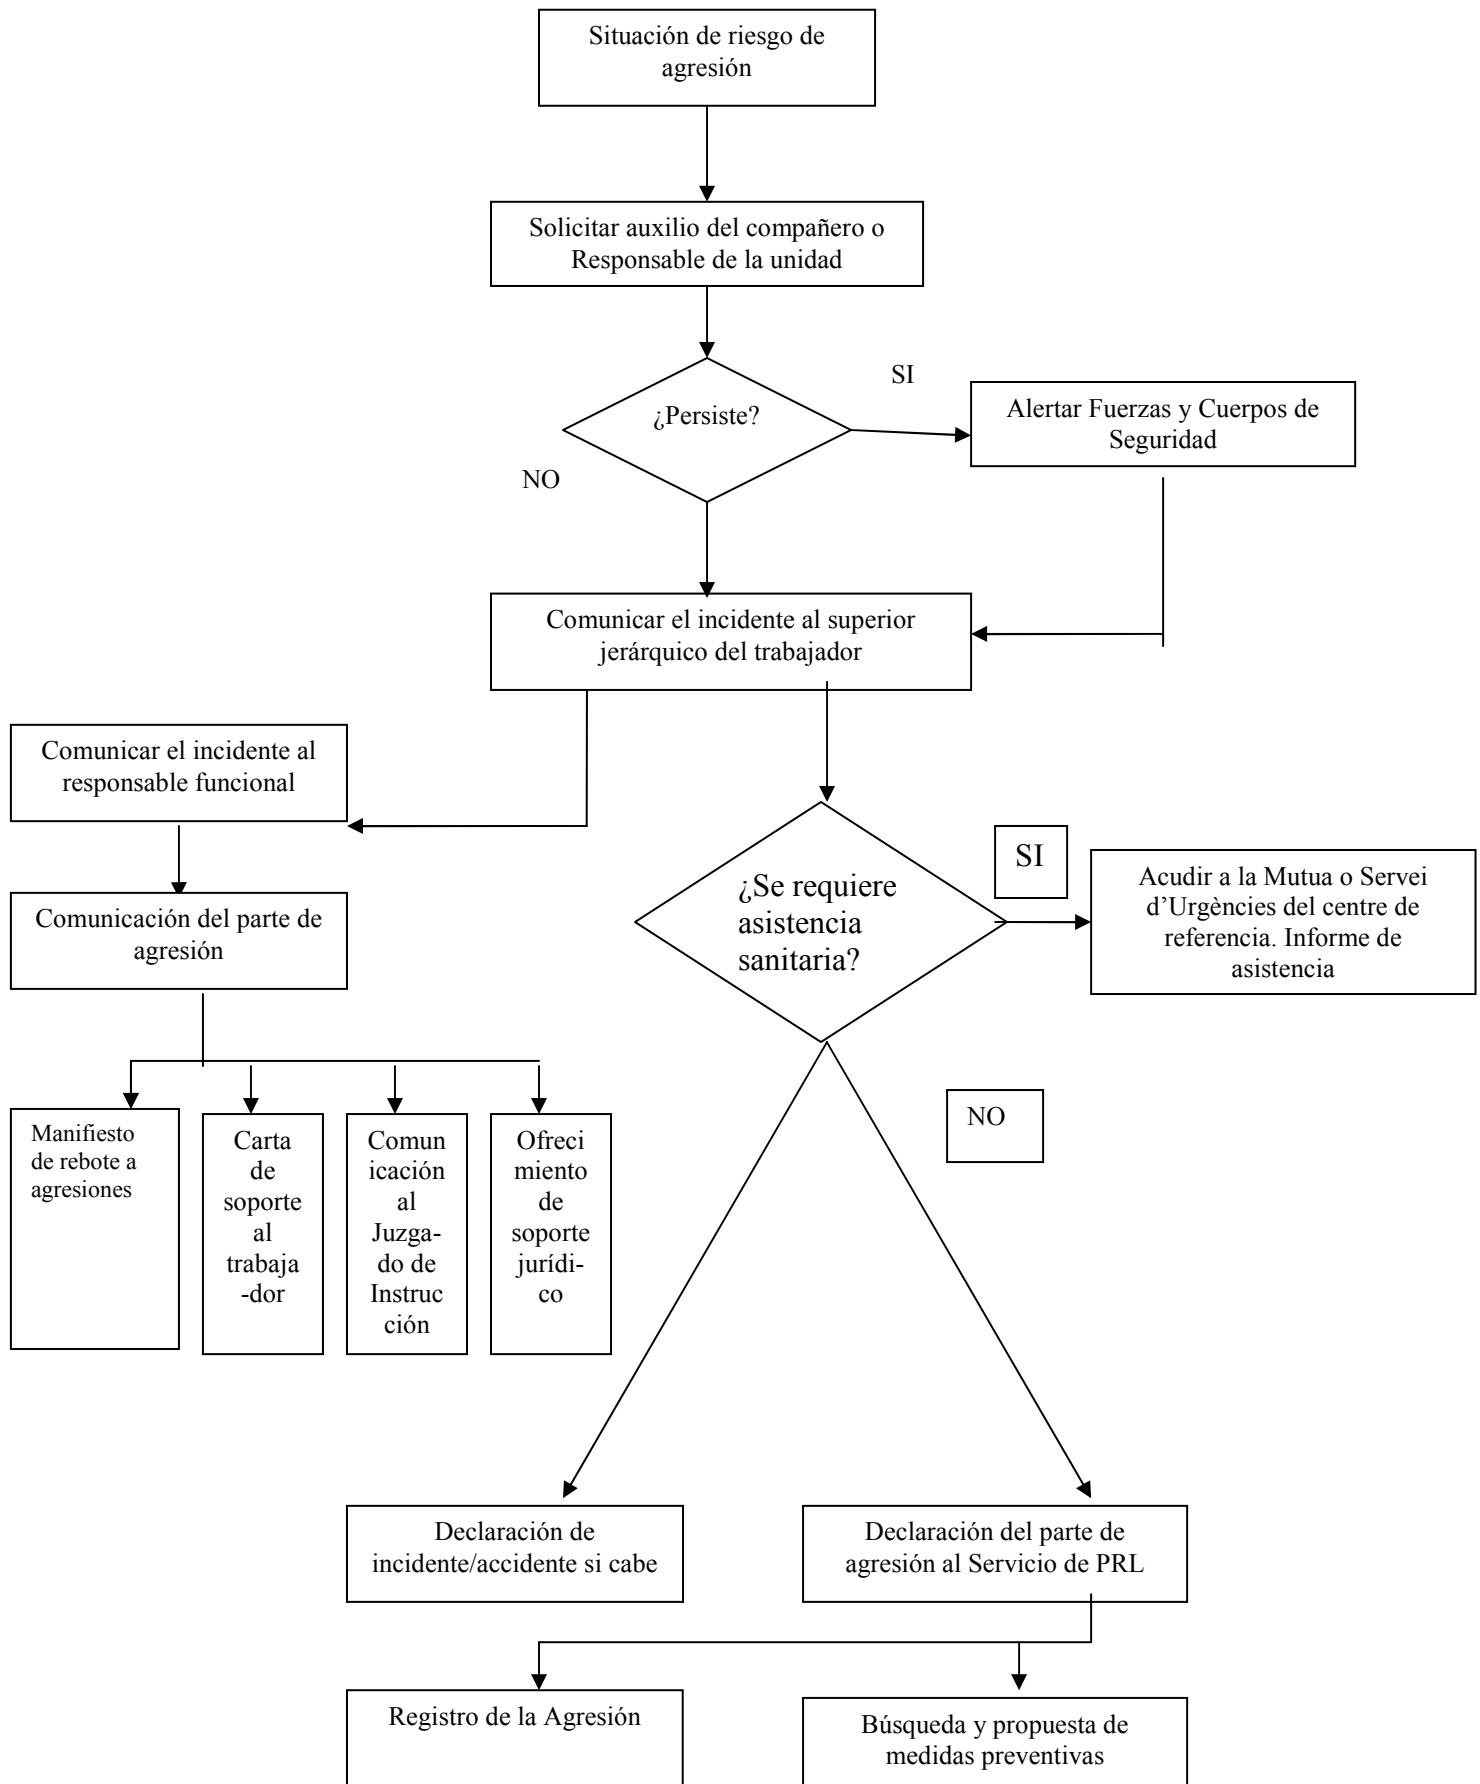 Situación de riesgo de
agresión
Solicitar auxilio del compañero o
Responsable de la unidad
¿Persiste?
SI
Alertar Fuerzas y Cuerpos de
Seguridad
NO
Comunicar el incidente al superior
jerárquico del trabajador
Comunicar el incidente al
responsable funcional
Comunicación del parte de
agresión
¿Se requiere
asistencia
sanitaria?
SI
Acudir a la Mutua o Servei
d’Urgències del centre de
referencia. Informe de
asistencia
NO
Manifiesto
de rebote a
agresiones
Carta
de
soporte
al
trabaja
-dor
Comun
icación
al
Juzga-
do de
Instruc
ción
Ofreci
miento
de
soporte
jurídi-
co
Declaración de
incidente/accidente si cabe
Declaración del parte de
agresión al Servicio de PRL
Registro de la Agresión
Búsqueda y propuesta de
medidas preventivas